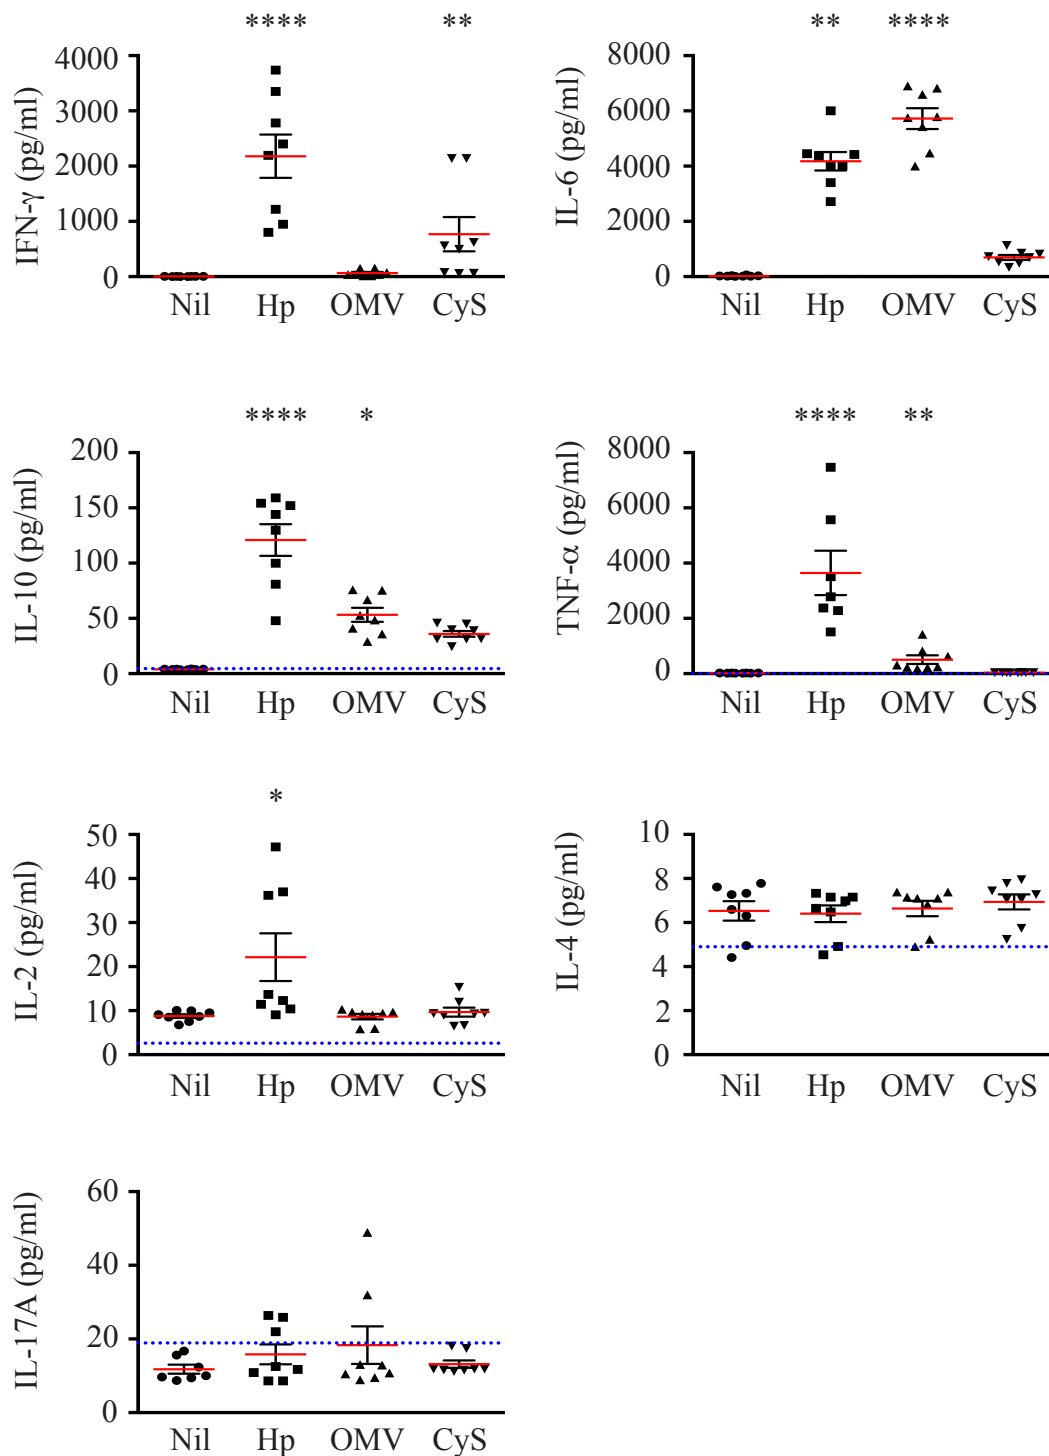 **** **
IFN-γ (pg/ml)
4000
3000
2000
1000
0
Nil Hp OMV CyS
** ****
IL-6 (pg/ml)
8000
6000
4000
2000
0
Nil Hp OMV CyS
**** *
IL-10 (pg/ml)
200
150
100
50
0
Nil Hp OMV CyS
**** **
TNF-α (pg/ml)
8000
6000
4000
2000
0
Nil Hp OMV CyS
*
IL-2 (pg/ml)
50
40
30
20
10
0
Nil Hp OMV CyS
IL-4 (pg/ml)
10
8
6
4
2
0
Nil Hp OMV CyS
IL-17A (pg/ml)
60
40
20
0
Nil Hp OMV CyS